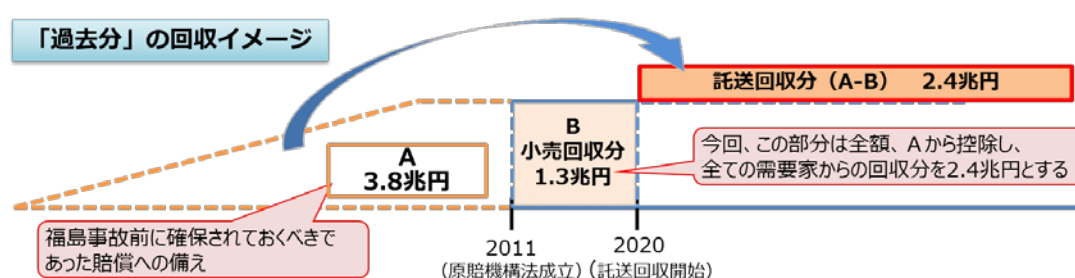 「過去分」の回収イメージ
託送回収分（A-B） 2.4兆円
B
小売回収分
1.3兆円
今回、この部分は全額、Aから控除し、
全ての需要家からの回収分を2.4兆円とする
A
3.8兆円
福島事故前に確保されておくべきで
あった賠償への備え
2011
(原賠機構法成立)
2020
(託送回収開始)